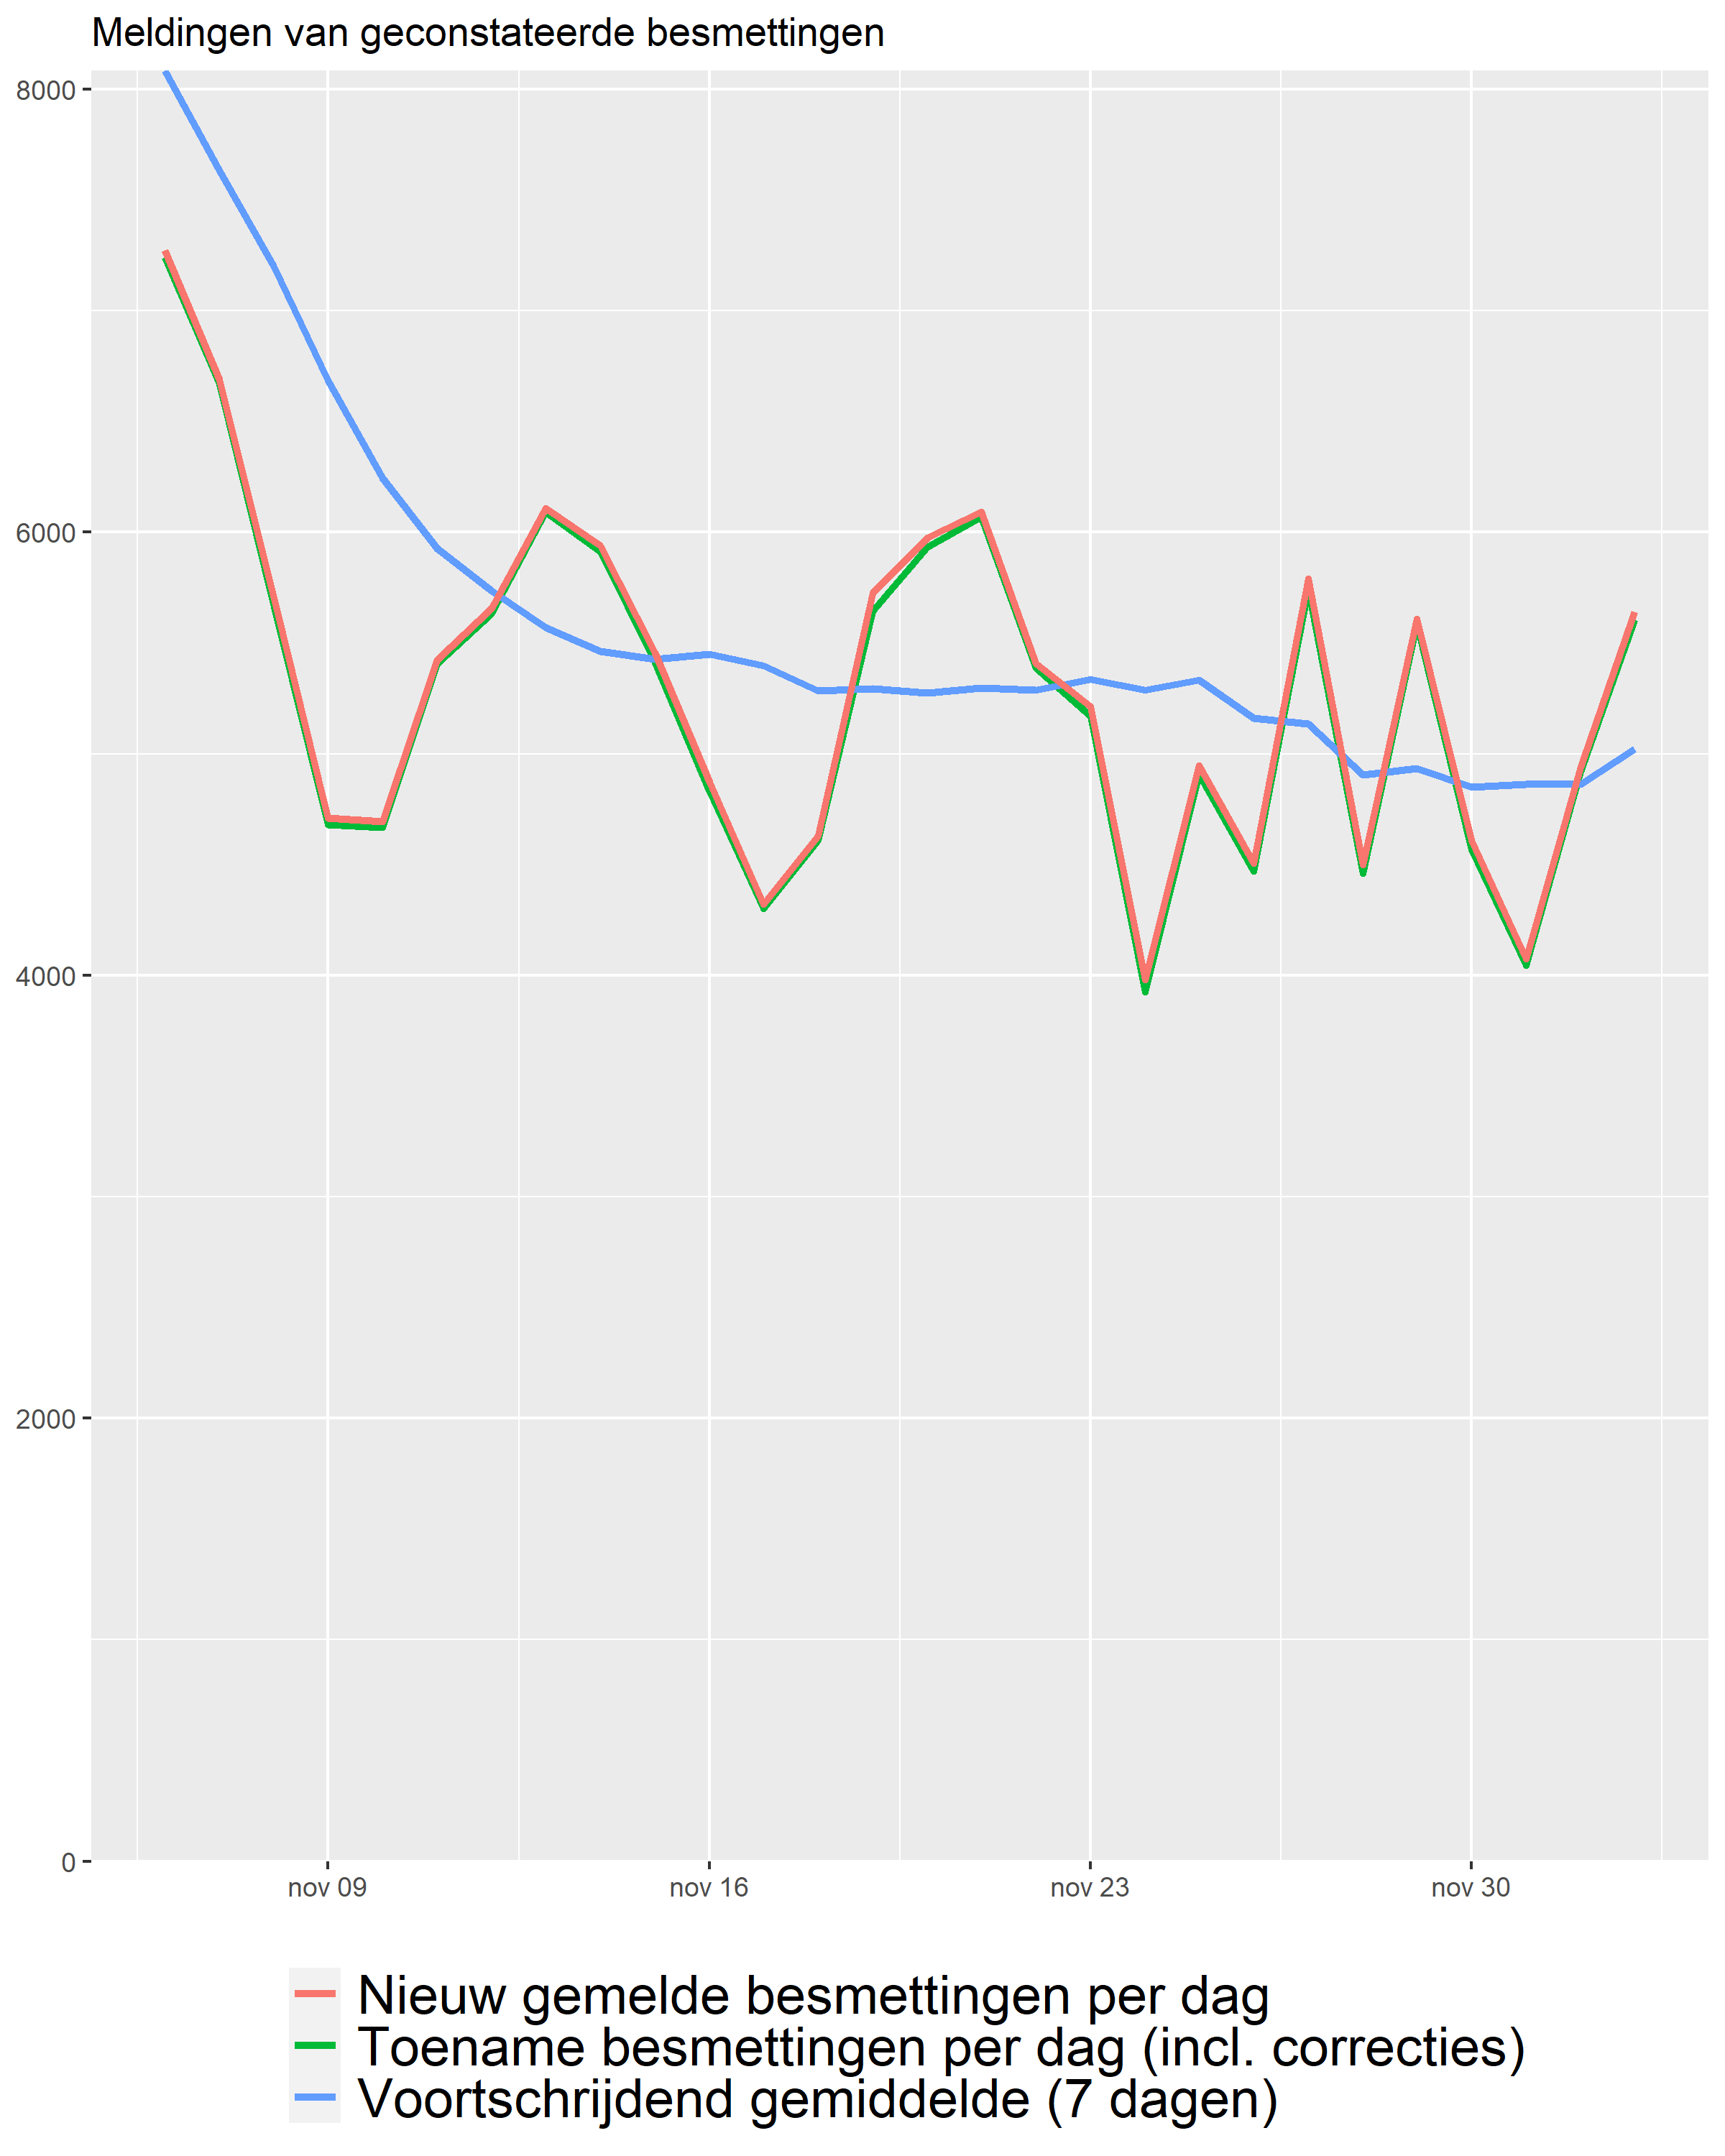 Meldingen van geconstateerde besmettingen
8000
6000
4000
2000
0
nov 09 nov 16 nov 23 nov 30
Nieuw gemelde besmettingen per dag
Toename besmettingen per dag (incl. correcties)
Voortschrijdend gemiddelde (7 dagen)